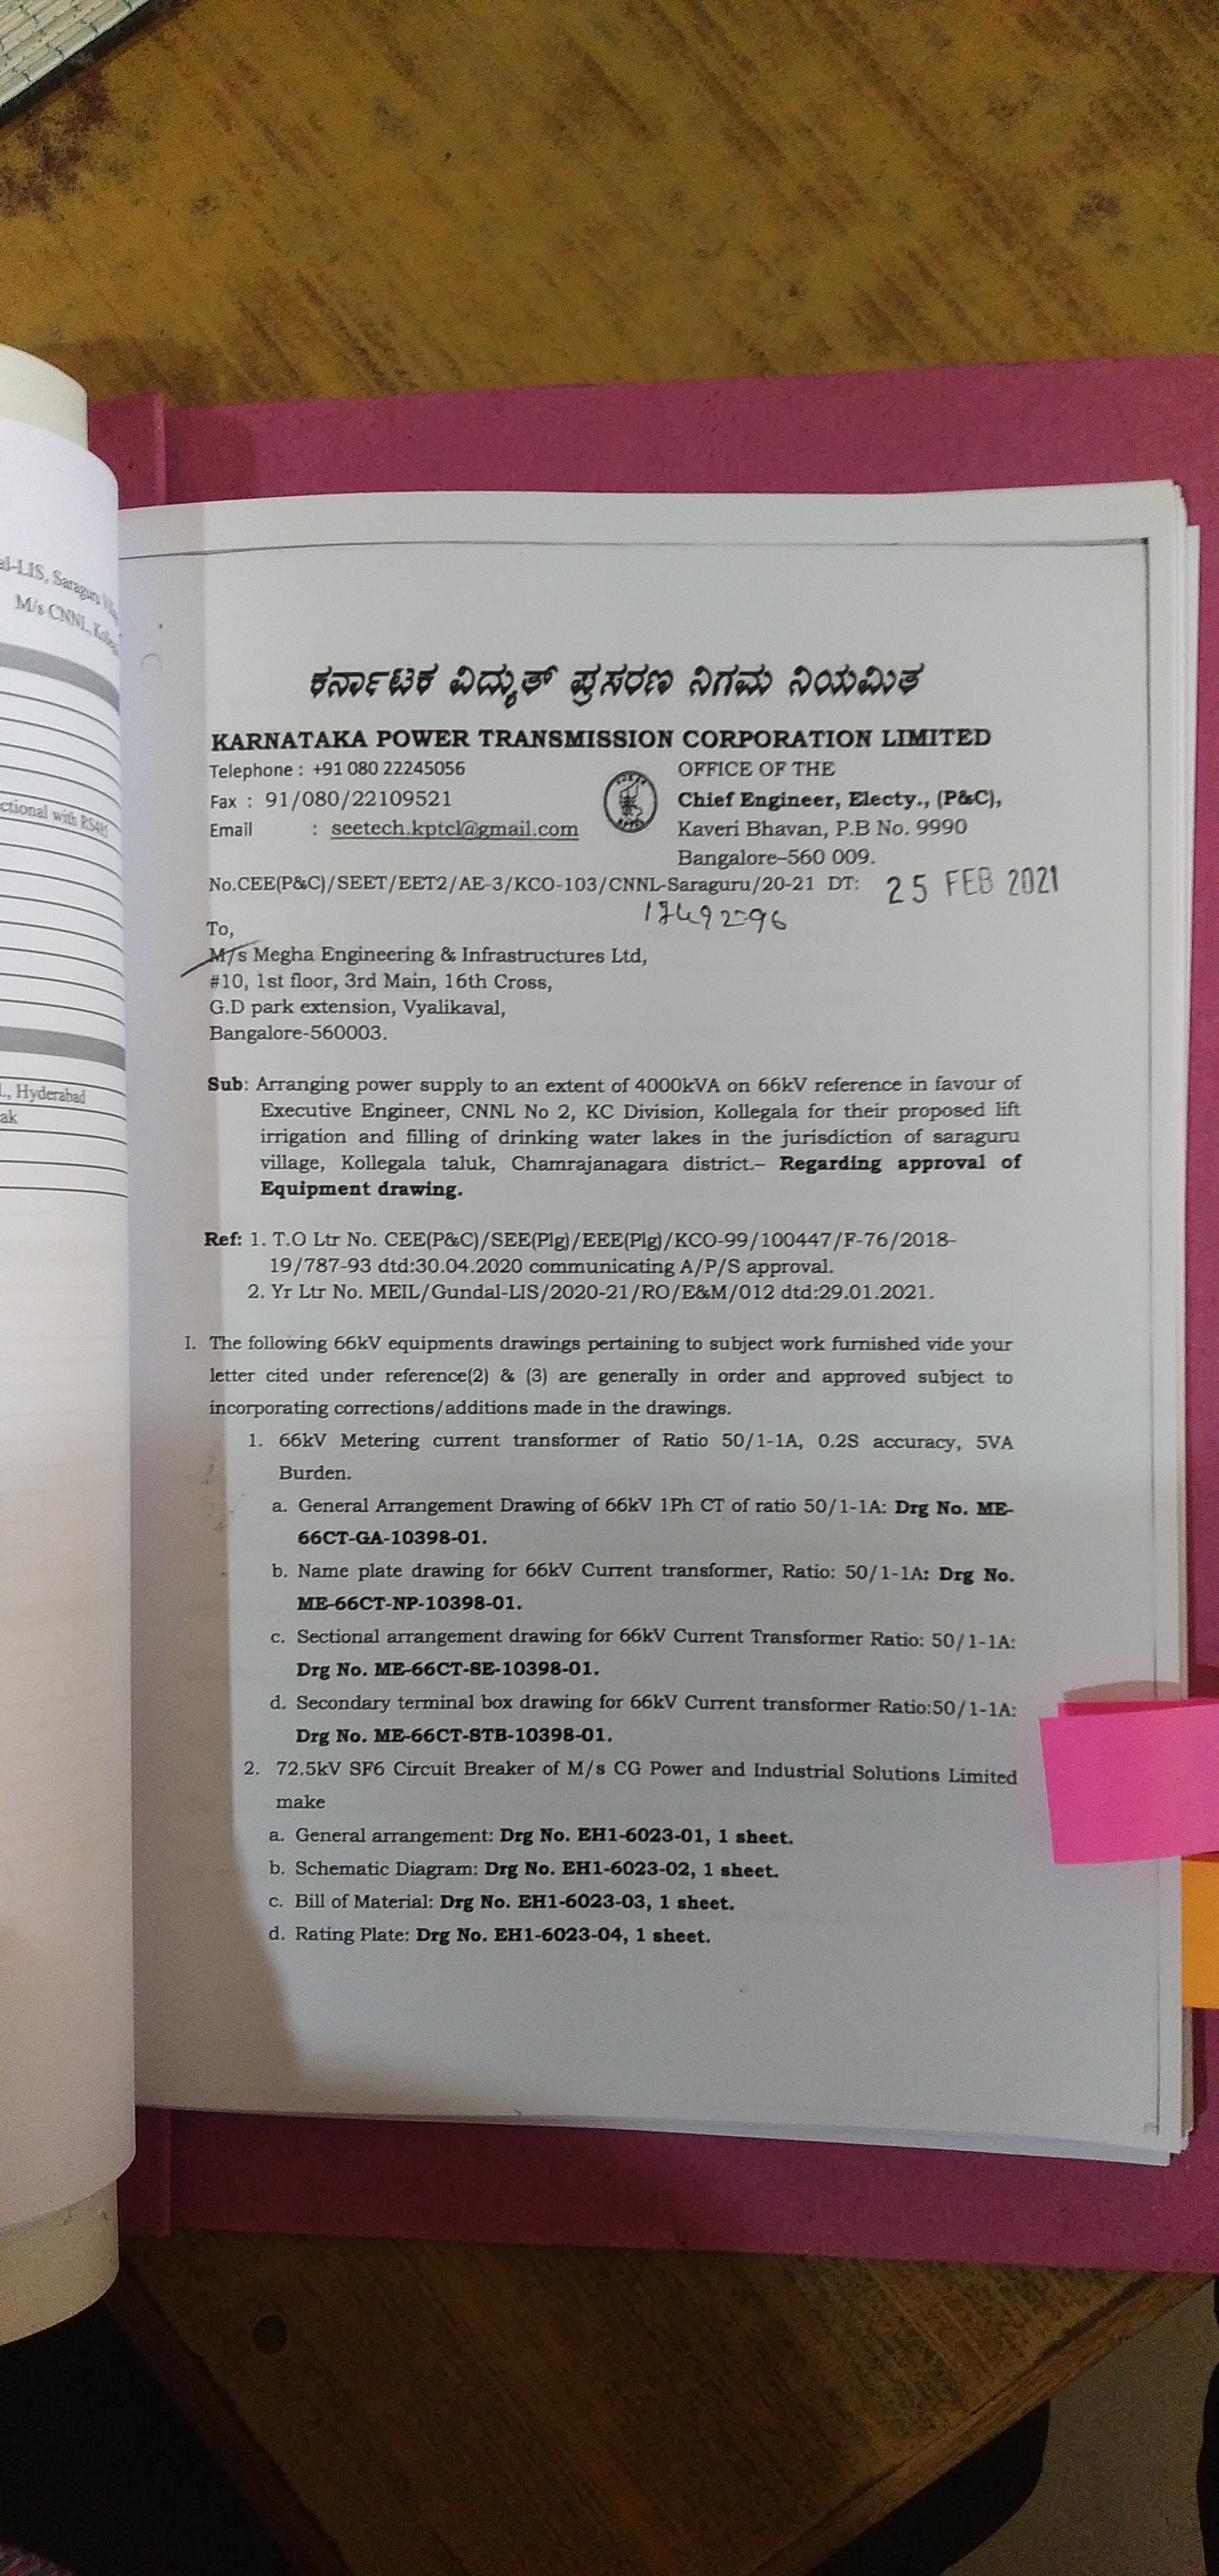 al-LIS, Saraguru
M/s CNNL,
ctional with RS485
., Hyderabad
ak
ಕರ್ನಾಟಕ ವಿದ್ಯುತ್ ಪ್ರಸರಣ ನಿಗಮ ನಿಯಮಿತ
KARNATAKA POWER TRANSMISSION CORPORATION LIMITED
Telephone : +91 080 22245056
Fax : 91/080/22109521
Email : seetech.kptcl@gmail.com
OFFICE OF THE
Chief Engineer, Electy., (P&C),
Kaveri Bhavan, P.B No. 9990
Bangalore–560 009.
No.CEE(P&C)/SEET/EET2/AE-3/KCO-103/CNNL-Saraguru/20-21 DT: 25 FEB 2021
17492-96
To,
M/s Megha Engineering & Infrastructures Ltd,
#10, 1st floor, 3rd Main, 16th Cross,
G.D park extension, Vyalikaval,
Bangalore-560003.
Sub: Arranging power supply to an extent of 4000kVA on 66kV reference in favour of
Executive Engineer, CNNL No 2, KC Division, Kollegala for their proposed lift
irrigation and filling of drinking water lakes in the jurisdiction of saraguru
village, Kollegala taluk, Chamrajanagara district.– Regarding approval of
Equipment drawing.
Ref: 1. T.O Ltr No. CEE(P&C)/SEE(Plg)/EEE(Plg)/KCO-99/100447/F-76/2018-
19/787-93 dtd:30.04.2020 communicating A/P/S approval.
2. Yr Ltr No. MEIL/Gundal-LIS/2020-21/RO/E&M/012 dtd:29.01.2021.
I. The following 66kV equipments drawings pertaining to subject work furnished vide your
letter cited under reference(2) & (3) are generally in order and approved subject to
incorporating corrections/additions made in the drawings.
1. 66kV Metering current transformer of Ratio 50/1-1A, 0.2S accuracy, 5VA
Burden.
a. General Arrangement Drawing of 66kV 1Ph CT of ratio 50/1-1A: Drg No. ME-
66CT-GA-10398-01.
b. Name plate drawing for 66kV Current transformer, Ratio: 50/1-1A: Drg No.
ME-66CT-NP-10398-01.
c. Sectional arrangement drawing for 66kV Current Transformer Ratio: 50/1-1A:
Drg No. ME-66CT-SE-10398-01.
d. Secondary terminal box drawing for 66kV Current transformer Ratio:50/1-1A:
Drg No. ME-66CT-STB-10398-01.
2. 72.5kV SF6 Circuit Breaker of M/s CG Power and Industrial Solutions Limited
make
a. General arrangement: Drg No. EH1-6023-01, 1 sheet.
b. Schematic Diagram: Drg No. EH1-6023-02, 1 sheet.
c. Bill of Material: Drg No. EH1-6023-03, 1 sheet.
d. Rating Plate: Drg No. EH1-6023-04, 1 sheet.